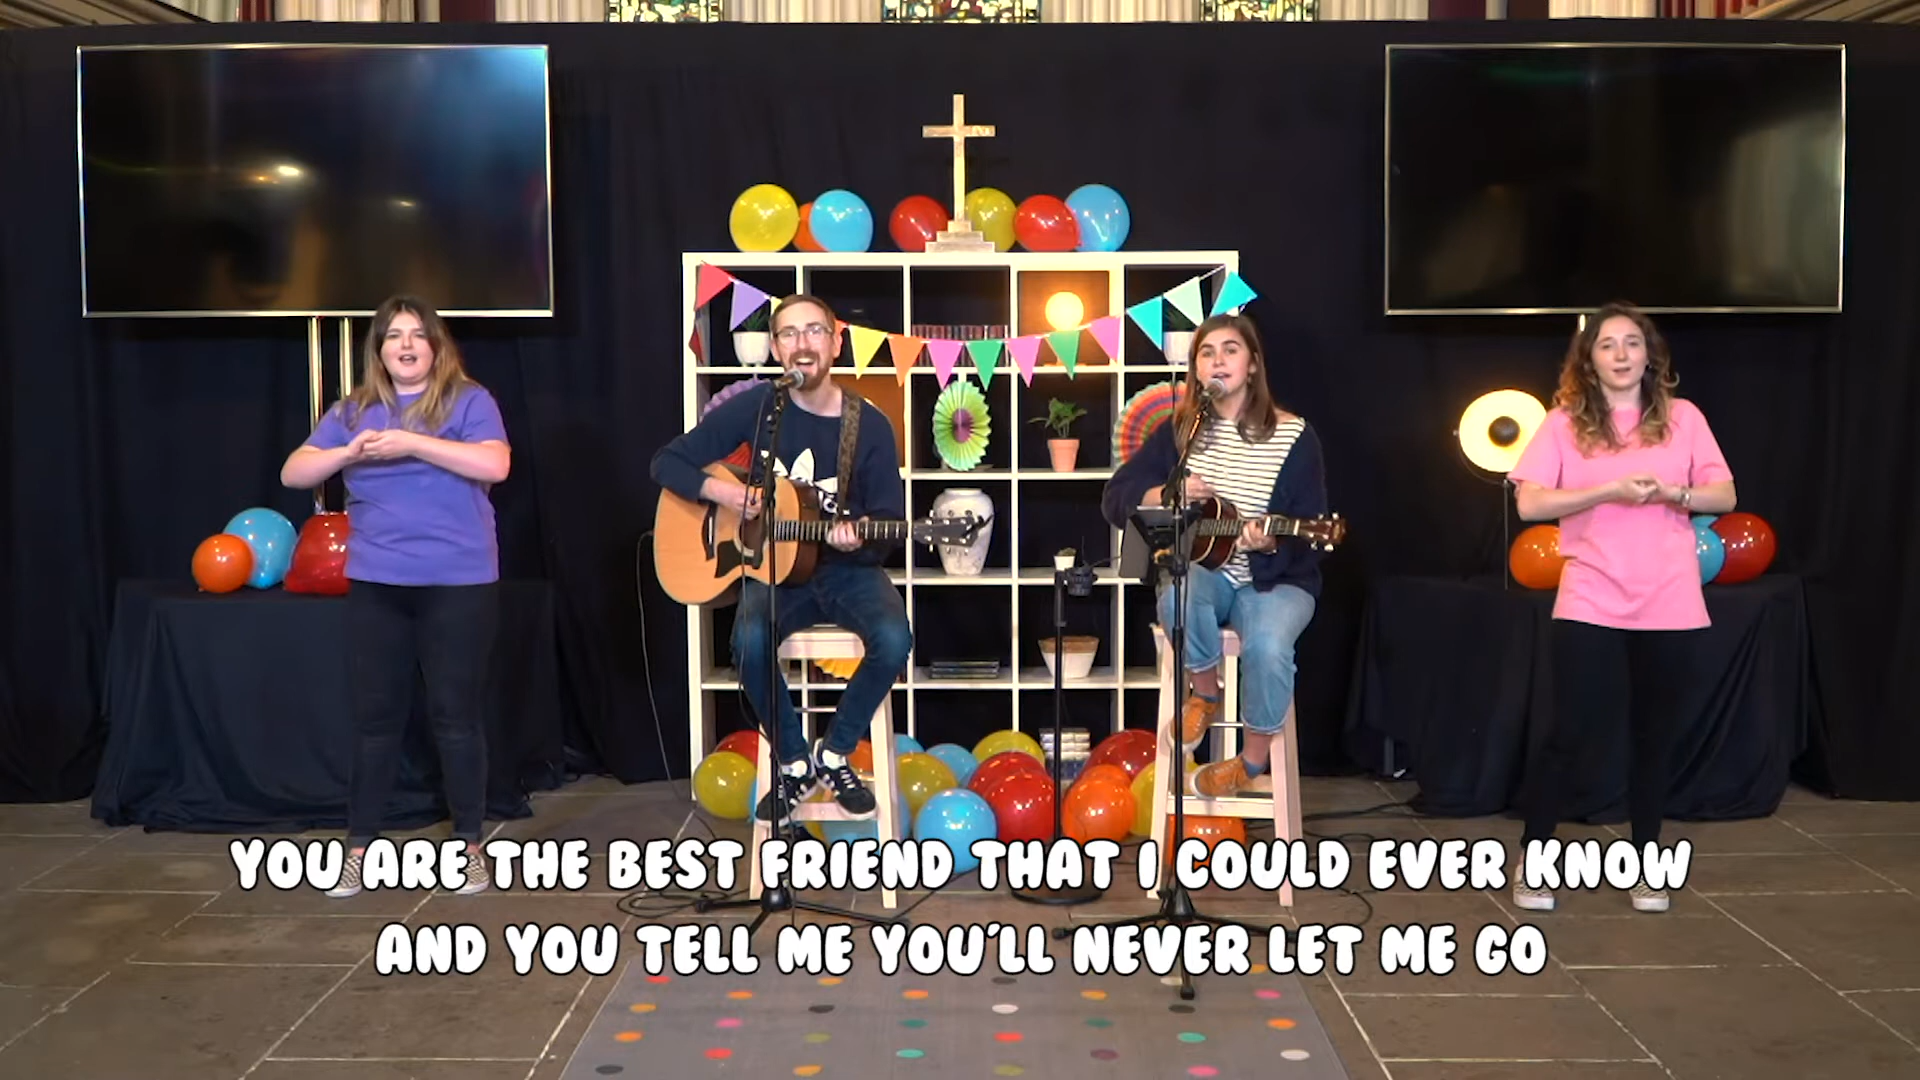 YOU ARE THE BEST FRIEND THAT I COULD EVER KNOW
AND YOU TELL ME YOU'LL NEVER LET ME GO